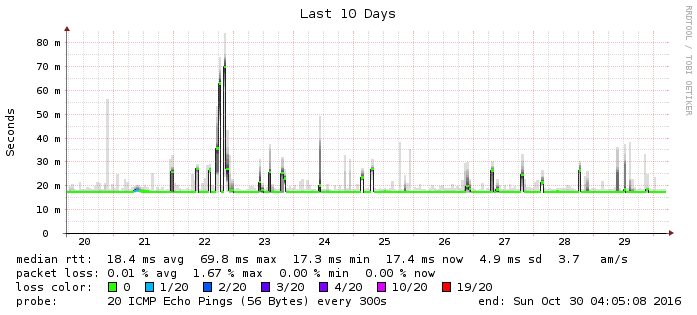 Last 10 Days
RRDTOOL / TOBI OETIKER
Seconds
80 m
70 m
60 m
50 m
40 m
30 m
20 m
10 m
0
20 21 22 23 24 25 26 27 28 29
median rtt: 18.4 ms avg 69.8 ms max 17.3 ms min 17.4 ms now 4.9 ms sd 3.7 am/s
packet loss: 0.01 % avg 1.67 % max 0.00 % min 0.00 % now
loss color: 0 1/20 2/20 3/20 4/20 10/20 19/20
probe: 20 ICMP Echo Pings (56 Bytes) every 300s end: Sun Oct 30 04:05:08 2016